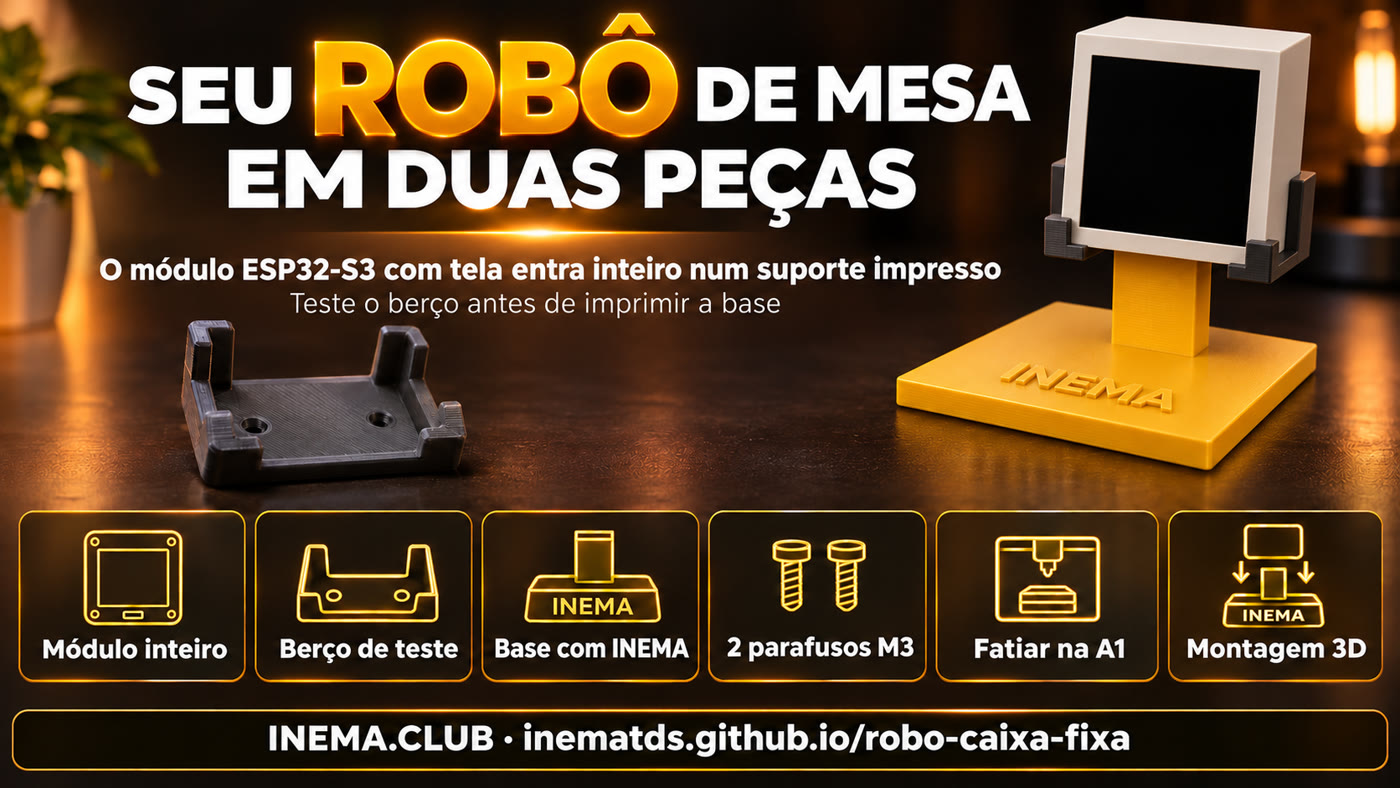 SEU ROBÔ DE MESA
EM DUAS PEÇAS
O módulo ESP32-S3 com tela entra inteiro num suporte impresso
Teste o berço antes de imprimir a base
INEMA
Módulo inteiro
Berço de teste
INEMA
Base com INEMA
2 parafusos M3
Fatiar na A1
INEMA
Montagem 3D
INEMA.CLUB · inematds.github.io/robo-caixa-fixa